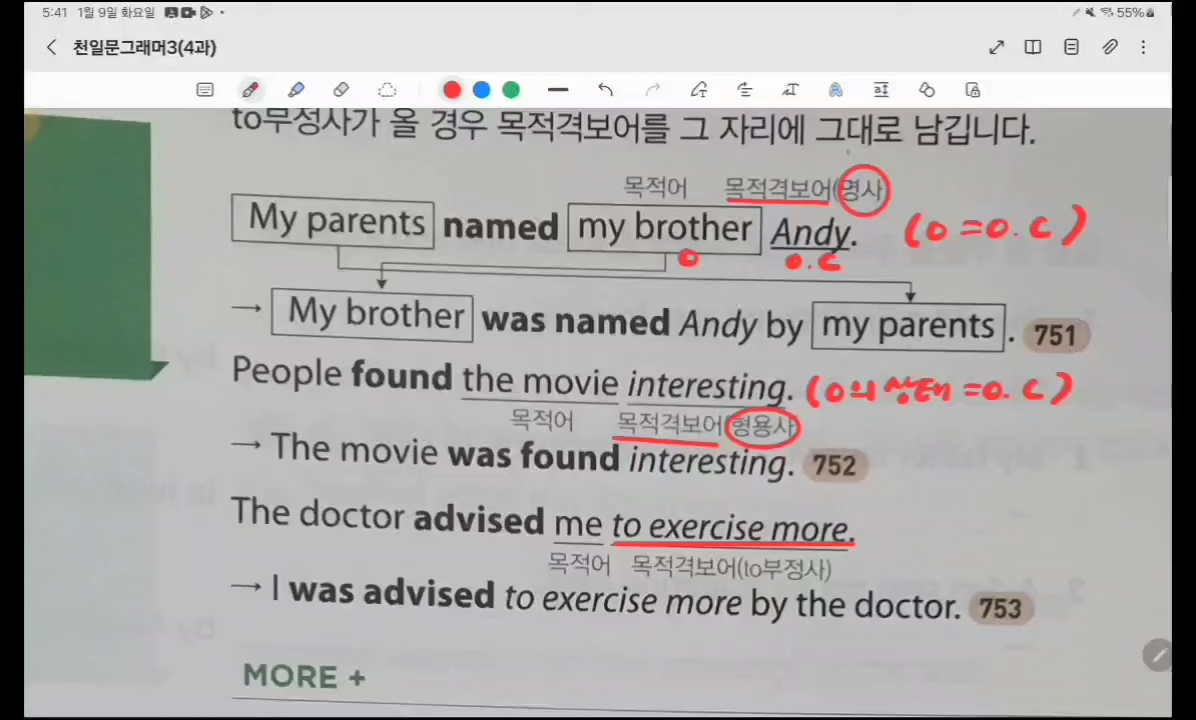 5:41 1월 9일 화요일 55%
천일문그래머3(4과)
to무정사가 올 경우 목적격보어를 그 자리에 그대로 남깁니다.
목적어 목적격보어(명사)
My parents named my brother Andy. (O=O.C)
O O.C
→ My brother was named Andy by my parents. 751
People found the movie interesting. (O의 상태=O.C)
목적어 목적격보어(형용사)
→ The movie was found interesting. 752
The doctor advised me to exercise more.
목적어 목적격보어(to부정사)
→ I was advised to exercise more by the doctor. 753
MORE +